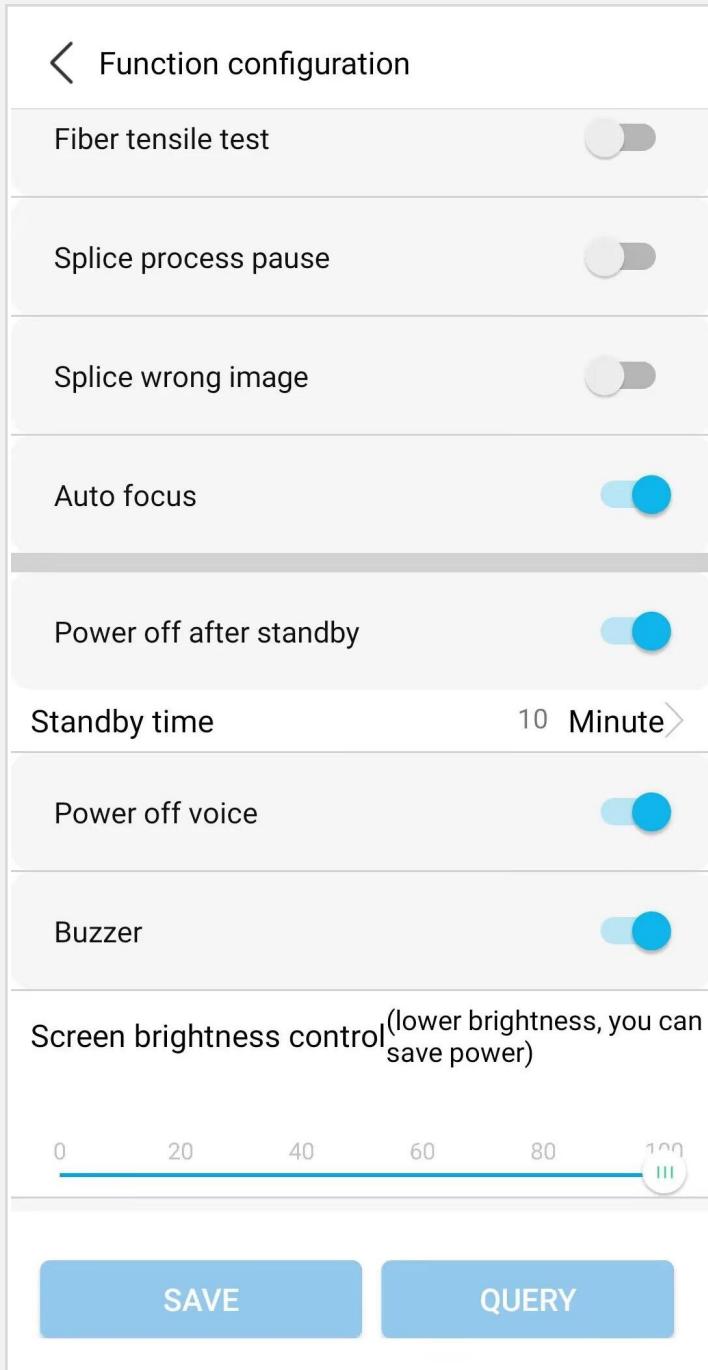 Function configuration
Fiber tensile test
Splice process pause
Splice wrong image
Auto focus
Power off after standby
Standby time 10 Minute
Power off voice
Buzzer
Screen brightness control(lower brightness, you can
save power)
0 20 40 60 80 100
SAVE QUERY